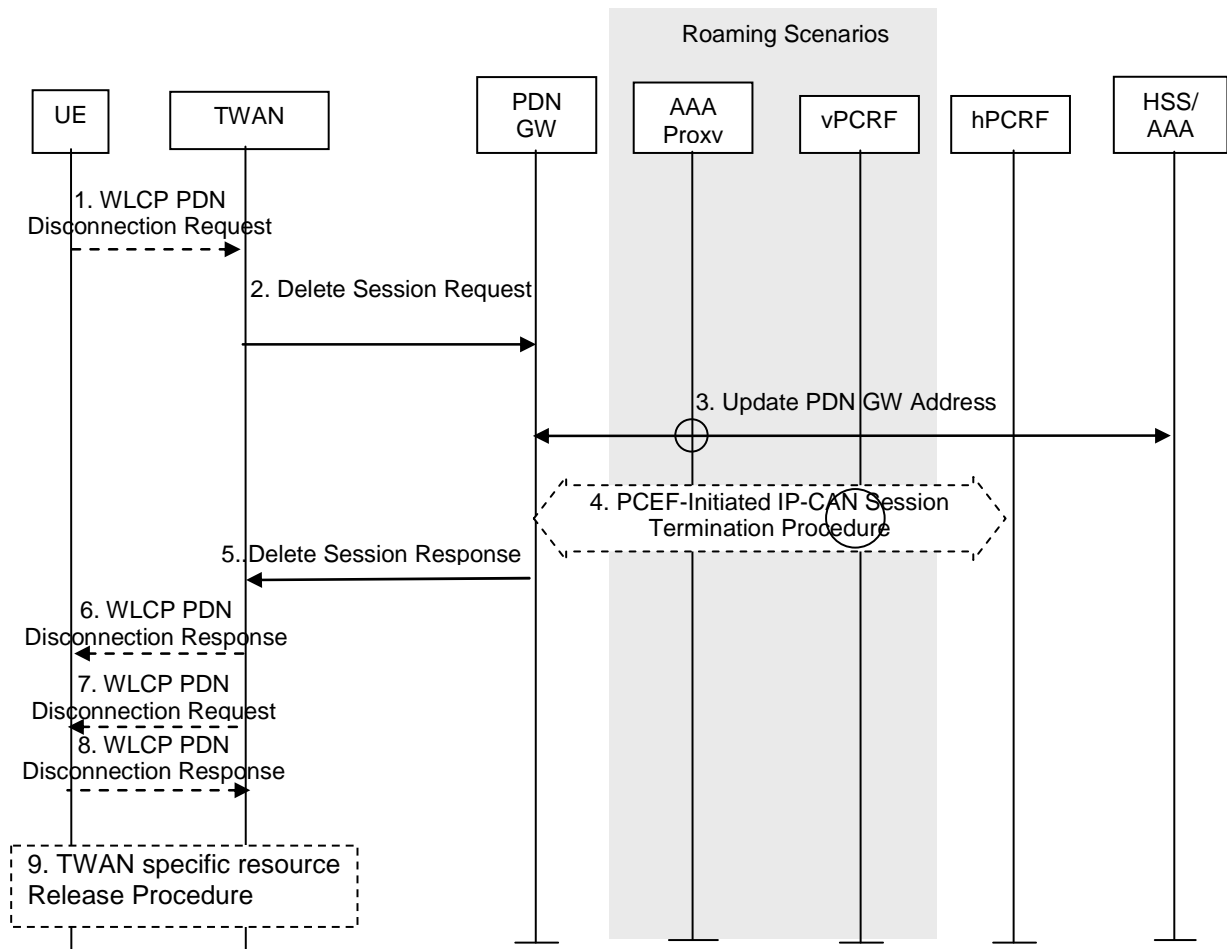 Roaming Scenarios
UE
TWAN
PDN
GW
AAA
Proxv
vPCRF
hPCRF
HSS/
AAA
1. WLCP PDN
Disconnection Request
2. Delete Session Request
3. Update PDN GW Address
4. PCEF-Initiated IP-CAN Session
Termination Procedure
5..Delete Session Response
6. WLCP PDN
Disconnection Response
7. WLCP PDN
Disconnection Request
8. WLCP PDN
Disconnection Response
9. TWAN specific resource
Release Procedure